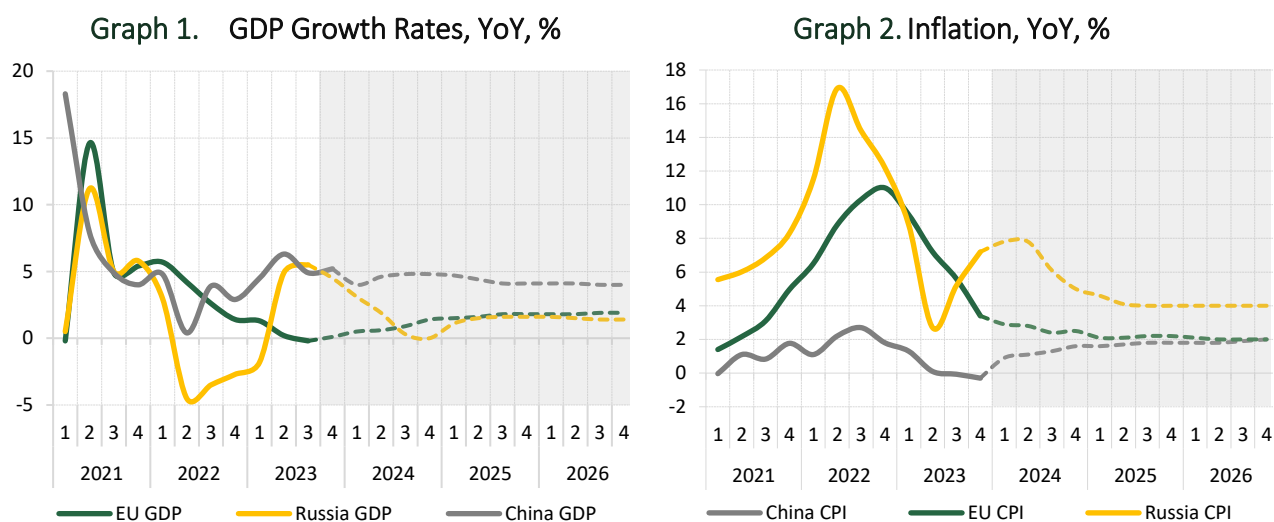 Graph 1. GDP Growth Rates, YoY, %
20
15
10
5
0
-5
1 2 3 4 1 2 3 4 1 2 3 4 1 2 3 4 1 2 3 4 1 2 3 4
2021 2022 2023 2024 2025 2026
EU GDP Russia GDP China GDP
Graph 2. Inflation, YoY, %
18
16
14
12
10
8
6
4
2
0
-2
1 2 3 4 1 2 3 4 1 2 3 4 1 2 3 4 1 2 3 4 1 2 3 4
2021 2022 2023 2024 2025 2026
China CPI EU CPI Russia CPI